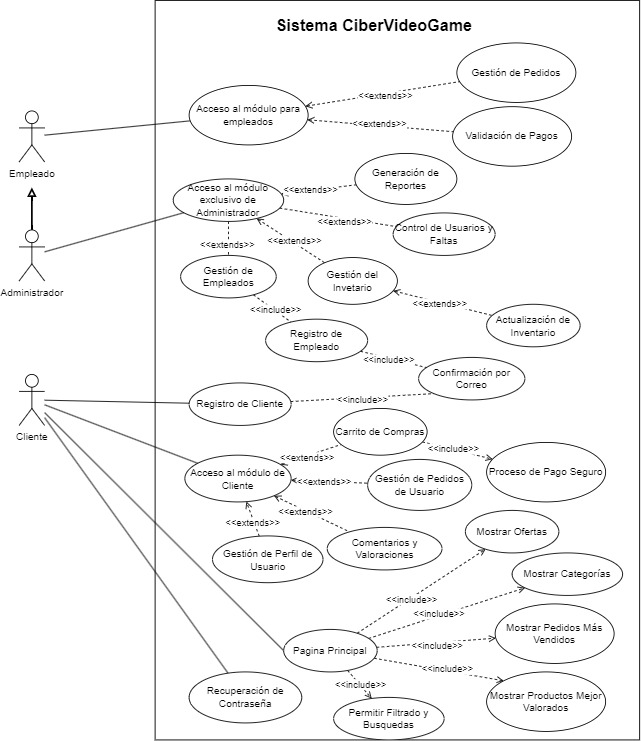 Sistema CiberVideoGame
Gestión de Pedidos
<<extends>>
Acceso al módulo para
empleados
<<extends>>
Validación de Pagos
Empleado
Generación de
Reportes
Acceso al módulo
exclusivo de
Administrador
<<extends>>
<<extends>>
Control de Usuarios y
Faltas
<<extends>>
<<extends>>
Administrador
Gestión de
Empleados
Gestión del
Invetario
<<extends>>
<<include>>
Actualización de
Inventario
Registro de
Empleado
<<include>>
Confirmación por
Correo
Registro de Cliente
<<include>>
Cliente
Carrito de Compras
<<include>>
<<extends>>
Acceso al módulo de
Cliente
<<extends>>
Gestión de Pedidos
de Usuario
Proceso de Pago Seguro
<<extends>>
<<extends>>
Gestión de Perfil de
Usuario
Comentarios y
Valoraciones
Mostrar Ofertas
Mostrar Categorías
<<include>>
<<include>>
Mostrar Pedidos Más
Vendidos
Pagina Principal
<<include>>
<<include>>
<<include>>
Mostrar Productos Mejor
Valorados
Recuperación de
Contraseña
Permitir Filtrado y
Busquedas